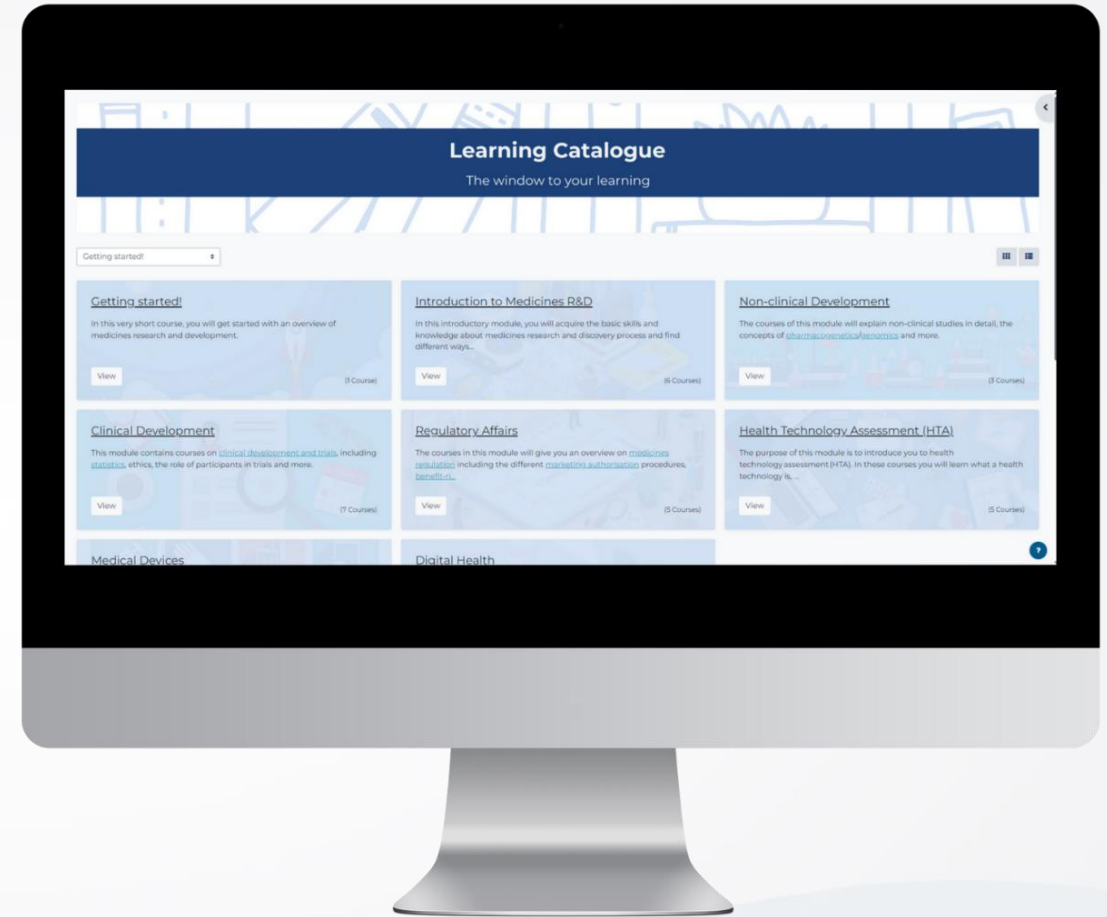 Learning Catalogue
The window to your learning
Getting started!
Getting started!
In this very short course, you will get started with an overview of
medicines research and development.
View
(1 Course)
Introduction to Medicines R&D
In this introductory module, you will acquire the basic skills and
knowledge about medicines research and discovery process and find
different ways...
View
(6 Courses)
Non-clinical Development
The courses of this module will explain non-clinical studies in detail, the
concepts of pharmacogenetics/genomics and more.
View
(3 Courses)
Clinical Development
This module contains courses on clinical development and trials, including
statistics, ethics, the role of participants in trials and more.
View
(7 Courses)
Regulatory Affairs
The courses in this module will give you an overview on medicines
regulation including the different marketing authorisation procedures,
benefit-ri...
View
(5 Courses)
Health Technology Assessment (HTA)
The purpose of this module is to introduce you to health
technology assessment (HTA). In these courses you will learn what a health
technology is, ...
View
(5 Courses)
Medical Devices
Digital Health
?